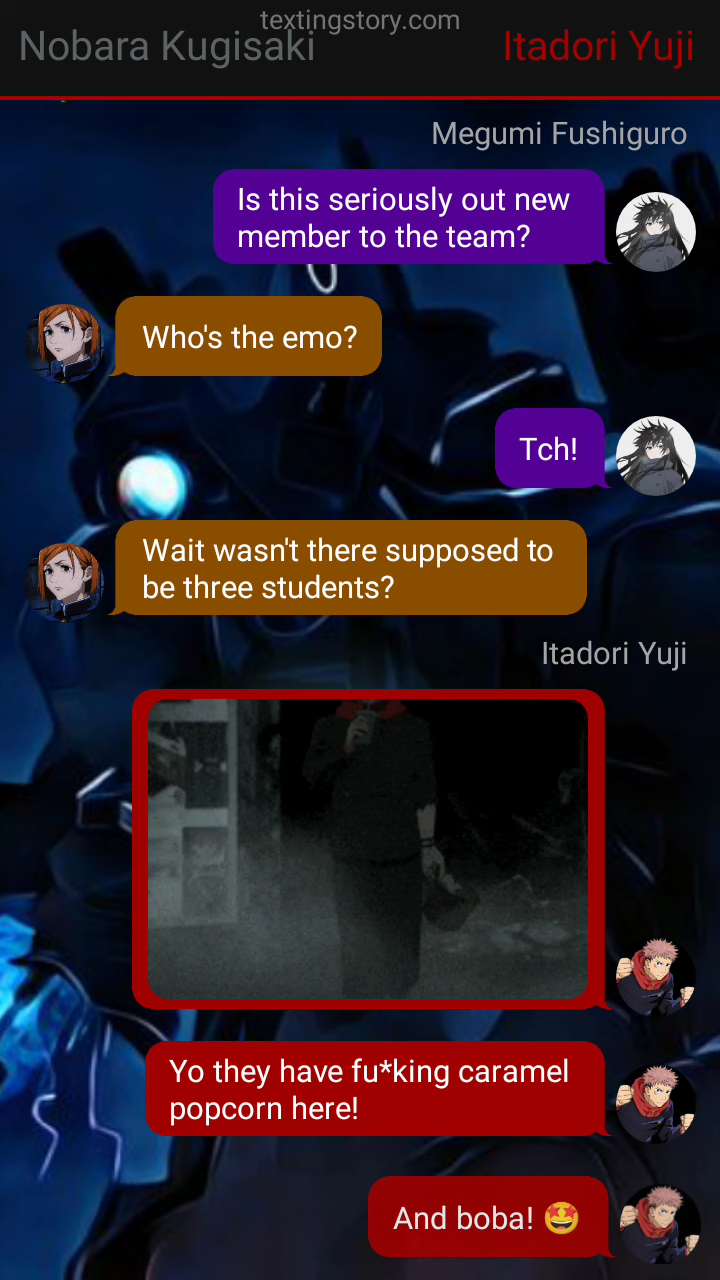 textingstory.com
Nobara Kugisaki
Itadori Yuji
Megumi Fushiguro
Is this seriously out new
member to the team?
Who's the emo?
Tch!
Wait wasn't there supposed to
be three students?
Itadori Yuji
Yo they have fu*king caramel
popcorn here!
And boba! 🤩